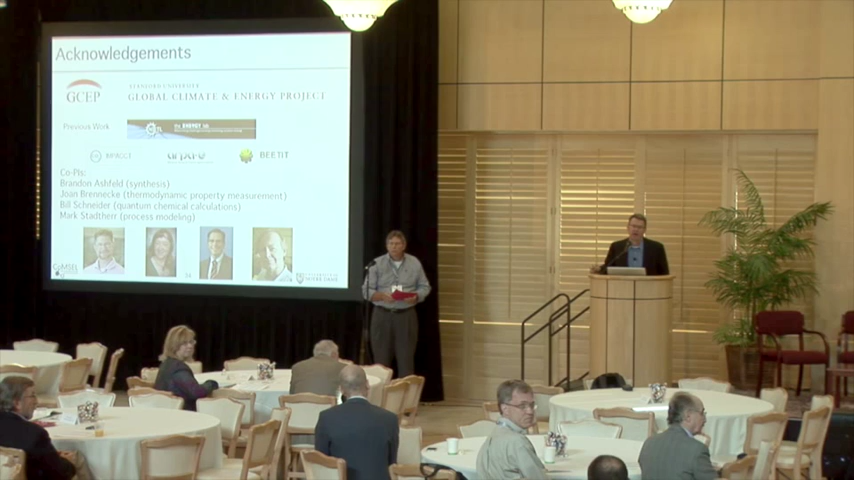 Acknowledgements
GCEP
STANFORD UNIVERSITY
GLOBAL CLIMATE & ENERGY PROJECT
Previous Work
BEETIT
Co-PIs:
Brandon Ashfeld (synthesis)
Joan Brennecke (thermodynamic property measurement)
Bill Schneider (quantum chemical calculations)
Mark Stadtherr (process modeling)
CoMSEL